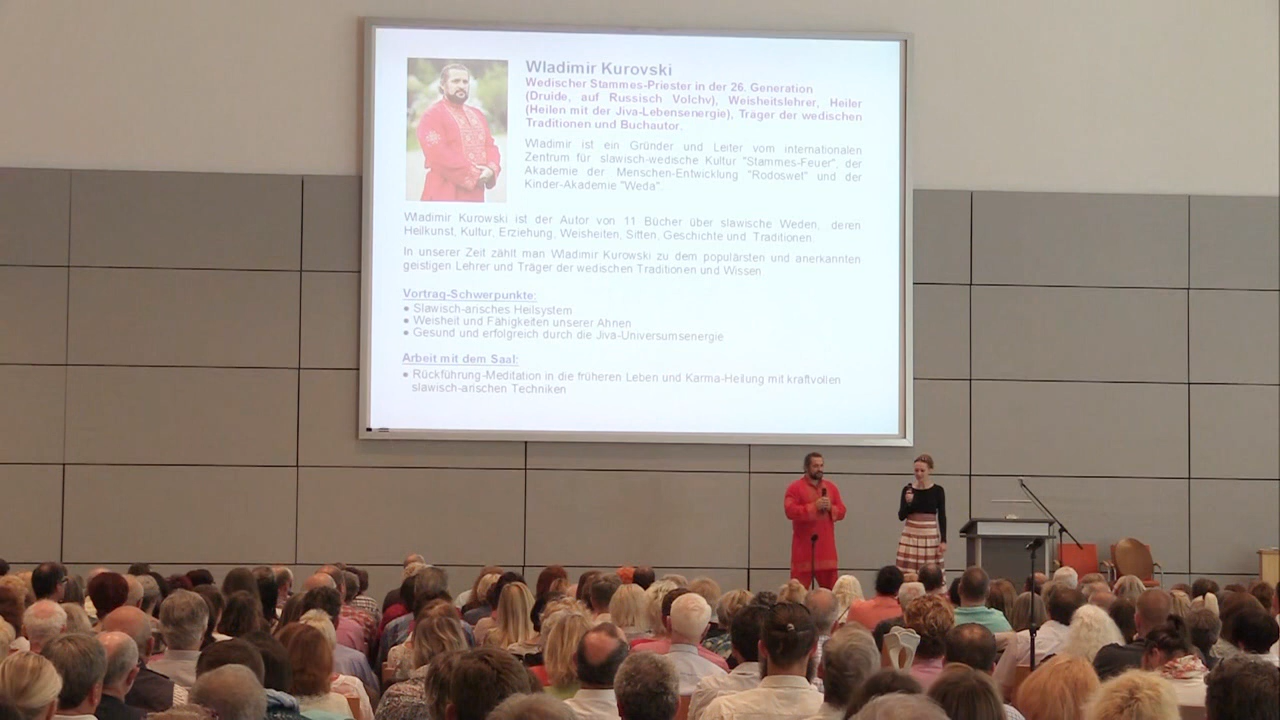 Wladimir Kurovski
Wedischer Stammes-Priester in der 26. Generation
(Druide, auf Russisch Volchv), Weisheitslehrer, Heiler
(Heilen mit der Jiva-Lebensenergie), Träger der wedischen
Traditionen und Buchautor.
Wladimir ist ein Gründer und Leiter vom internationalen
Zentrum für slawisch-wedische Kultur "Stammes-Feuer", der
Akademie der Menschen-Entwicklung "Rodoswet" und der
Kinder-Akademie "Weda".
Wladimir Kurowski ist der Autor von 11 Bücher über slawische Weden, deren
Heilkunst, Kultur, Erziehung, Weisheiten, Sitten, Geschichte und Traditionen.
In unserer Zeit zählt man Wladimir Kurowski zu dem populärsten und anerkannten
geistigen Lehrer und Träger der wedischen Traditionen und Wissen.
Vortrag-Schwerpunkte:
● Slawisch-arisches Heilsystem
● Weisheit und Fähigkeiten unserer Ahnen
● Gesund und erfolgreich durch die Jiva-Universumsenergie
Arbeit mit dem Saal:
● Rückführung-Meditation in die früheren Leben und Karma-Heilung mit kraftvollen
slawisch-arischen Techniken